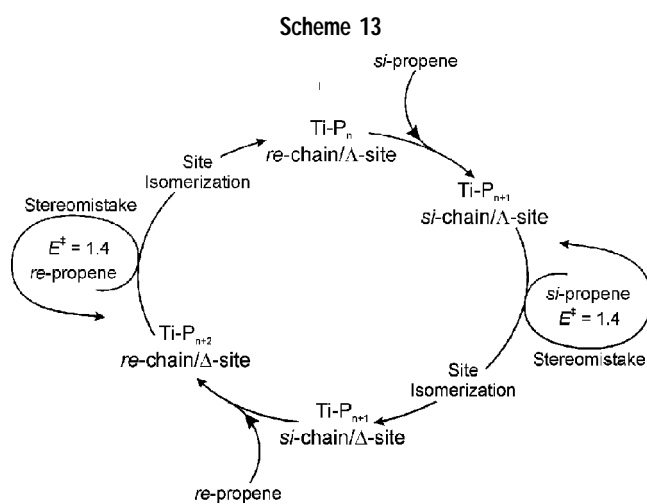 Scheme 13
si-propene
Ti-Pn
re-chain/Λ-site
Site
Isomerization
Stereomistake
E‡ = 1.4
re-propene
Ti-Pn+1
si-chain/Λ-site
si-propene
E‡ = 1.4
Stereomistake
Ti-Pn+2
re-chain/Δ-site
Site
Isomerization
Ti-Pn+1
si-chain/Δ-site
re-propene